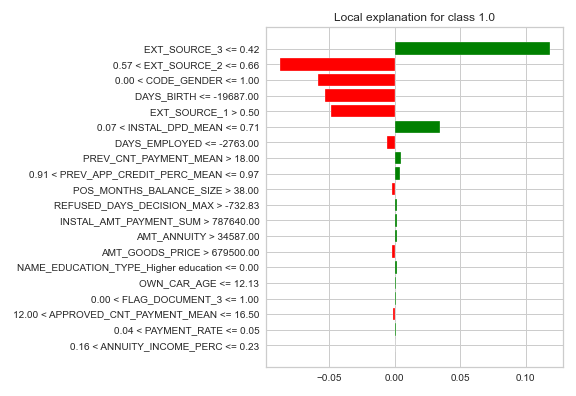 Local explanation for class 1.0
EXT_SOURCE_3 <= 0.42
0.57 < EXT_SOURCE_2 <= 0.66
0.00 < CODE_GENDER <= 1.00
DAYS_BIRTH <= -19687.00
EXT_SOURCE_1 > 0.50
0.07 < INSTAL_DPD_MEAN <= 0.71
DAYS_EMPLOYED <= -2763.00
PREV_CNT_PAYMENT_MEAN > 18.00
0.91 < PREV_APP_CREDIT_PERC_MEAN <= 0.97
POS_MONTHS_BALANCE_SIZE > 38.00
REFUSED_DAYS_DECISION_MAX > -732.83
INSTAL_AMT_PAYMENT_SUM > 787640.00
AMT_ANNUITY > 34587.00
AMT_GOODS_PRICE > 679500.00
NAME_EDUCATION_TYPE_Higher education <= 0.00
OWN_CAR_AGE <= 12.13
0.00 < FLAG_DOCUMENT_3 <= 1.00
12.00 < APPROVED_CNT_PAYMENT_MEAN <= 16.50
0.04 < PAYMENT_RATE <= 0.05
0.16 < ANNUITY_INCOME_PERC <= 0.23
−0.05 0.00 0.05 0.10